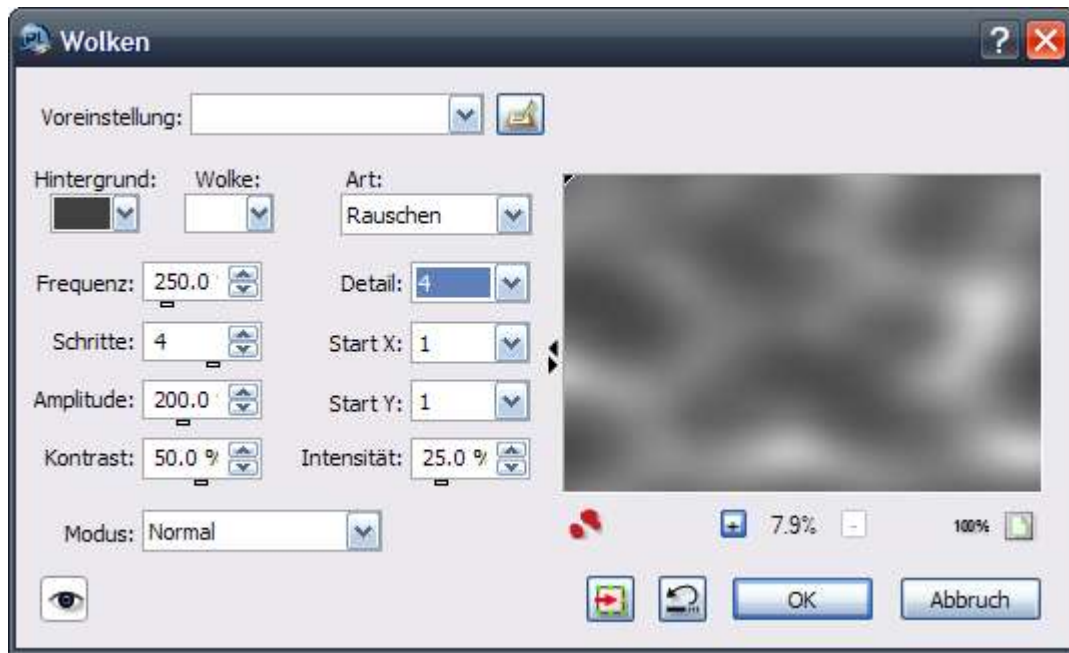 Wolken
Voreinstellung:
Hintergrund: Wolke: Art:
Rauschen
Frequenz: 250.0 Detail: 4
Schritte: 4 Start X: 1
Amplitude: 200.0 Start Y: 1
Kontrast: 50.0 % Intensität: 25.0 %
Modus: Normal 7.9% 100%
OK Abbruch